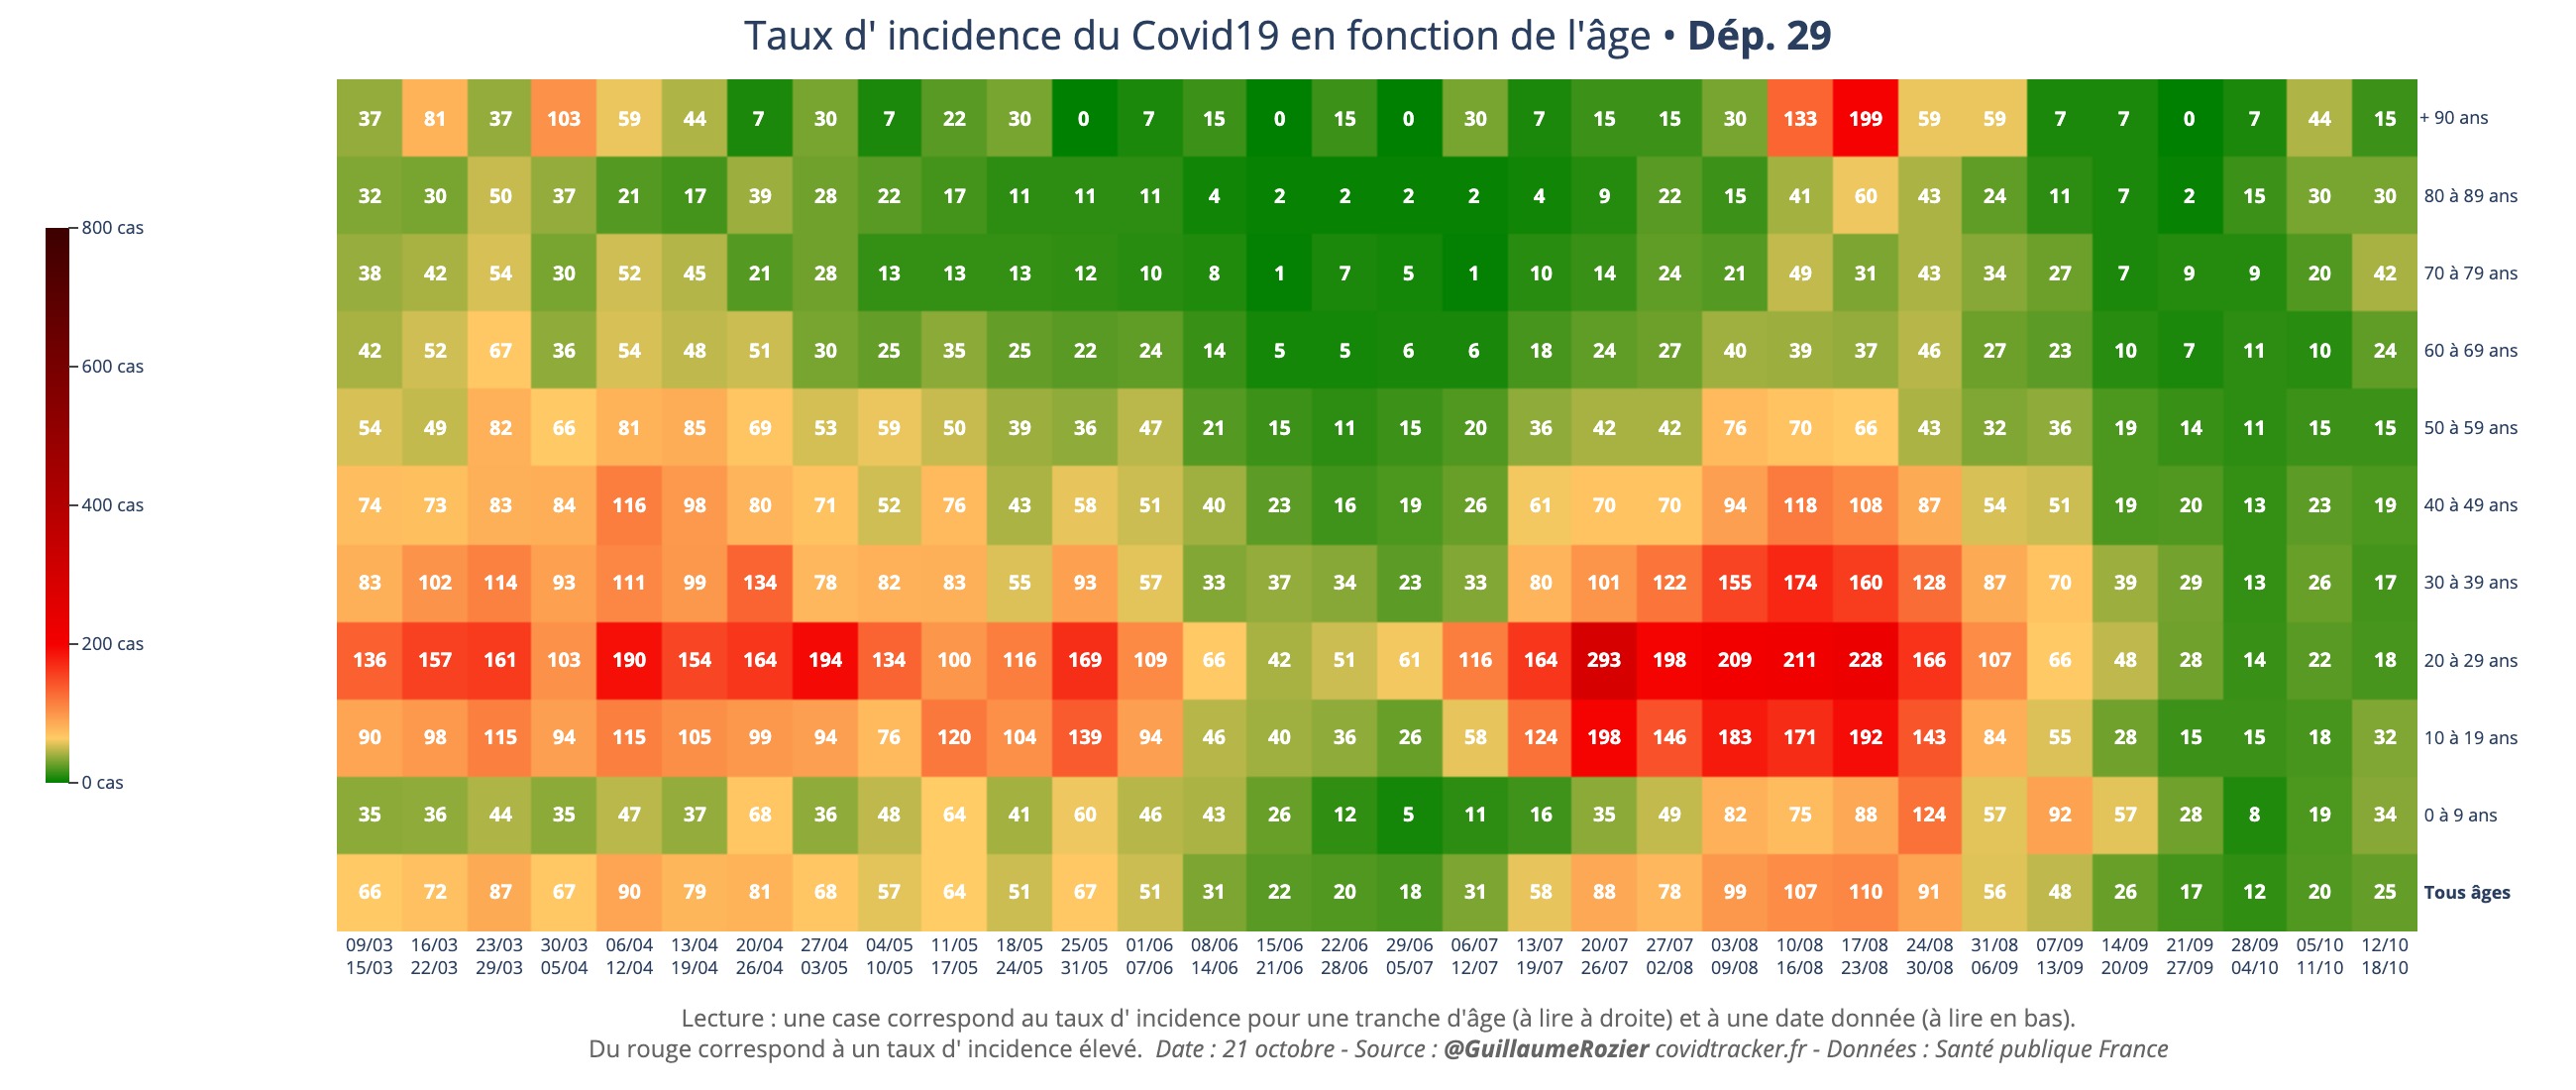 Taux d' incidence du Covid19 en fonction de l'âge • Dép. 29
800 cas
600 cas
400 cas
200 cas
0 cas
37 81 37 103 59 44 7 30 7 22 30 0 7 15 0 15 0 30 7 15 15 30 133 199 59 59 7 7 0 7 44 15 + 90 ans
32 30 50 37 21 17 39 28 22 17 11 11 11 4 2 2 2 2 4 9 22 15 41 60 43 24 11 7 2 15 30 30 80 à 89 ans
38 42 54 30 52 45 21 28 13 13 13 12 10 8 1 7 5 1 10 14 24 21 49 31 43 34 27 7 9 9 20 42 70 à 79 ans
42 52 67 36 54 48 51 30 25 35 25 22 24 14 5 5 6 6 18 24 27 40 39 37 46 27 23 10 7 11 10 24 60 à 69 ans
54 49 82 66 81 85 69 53 59 50 39 36 47 21 15 11 15 20 36 42 42 76 70 66 43 32 36 19 14 11 15 15 50 à 59 ans
74 73 83 84 116 98 80 71 52 76 43 58 51 40 23 16 19 26 61 70 70 94 118 108 87 54 51 19 20 13 23 19 40 à 49 ans
83 102 114 93 111 99 134 78 82 83 55 93 57 33 37 34 23 33 80 101 122 155 174 160 128 87 70 39 29 13 26 17 30 à 39 ans
136 157 161 103 190 154 164 194 134 100 116 169 109 66 42 51 61 116 164 293 198 209 211 228 166 107 66 48 28 14 22 18 20 à 29 ans
90 98 115 94 115 105 99 94 76 120 104 139 94 46 40 36 26 58 124 198 146 183 171 192 143 84 55 28 15 15 18 32 10 à 19 ans
35 36 44 35 47 37 68 36 48 64 41 60 46 43 26 12 5 11 16 35 49 82 75 88 124 57 92 57 28 8 19 34 0 à 9 ans
66 72 87 67 90 79 81 68 57 64 51 67 51 31 22 20 18 31 58 88 78 99 107 110 91 56 48 26 17 12 20 25 Tous âges
09/03 16/03 23/03 30/03 06/04 13/04 20/04 27/04 04/05 11/05 18/05 25/05 01/06 08/06 15/06 22/06 29/06 06/07 13/07 20/07 27/07 03/08 10/08 17/08 24/08 31/08 07/09 14/09 21/09 28/09 05/10 12/10
15/03 22/03 29/03 05/04 12/04 19/04 26/04 03/05 10/05 17/05 24/05 31/05 07/06 14/06 21/06 28/06 05/07 12/07 19/07 26/07 02/08 09/08 16/08 23/08 30/08 06/09 13/09 20/09 27/09 04/10 11/10 18/10
Lecture : une case correspond au taux d' incidence pour une tranche d'âge (à lire à droite) et à une date donnée (à lire en bas).
Du rouge correspond à un taux d' incidence élevé. Date : 21 octobre - Source : @GuillaumeRozier covidtracker.fr - Données : Santé publique France